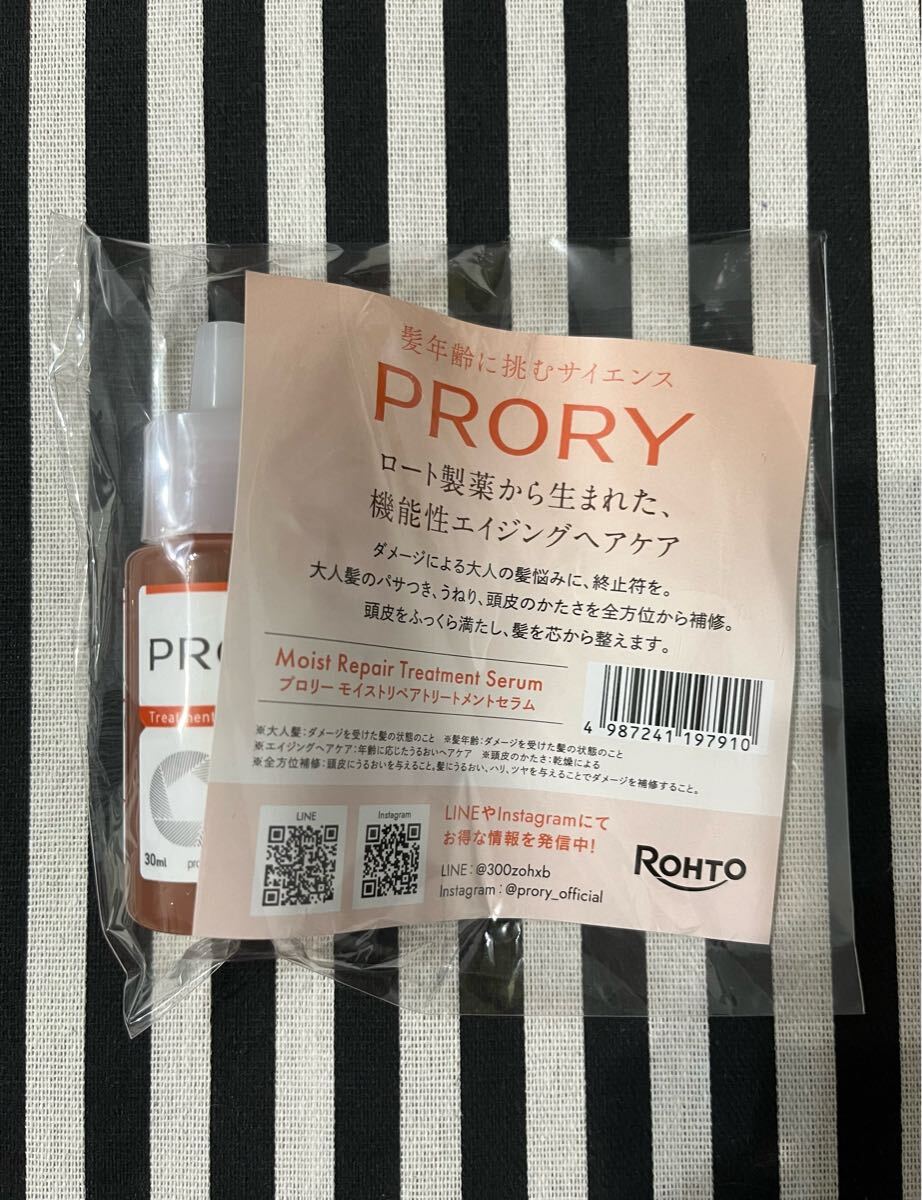 髪年齢に挑むサイエンス
PRORY
ロート製薬から生まれた、
機能性エイジングヘアケア
ダメージによる大人の髪悩みに、終止符を。
大人髪のパサつき、うねり、頭皮のかたさを全方位から補修。
頭皮をふっくら満たし、髪を芯から整えます。
Moist Repair Treatment Serum
プロリー モイストリペアトリートメントセラム
4 987241 197910
※大人髪:ダメージを受けた髪の状態のこと ※髪年齢:ダメージを受けた髪の状態のこと
※エイジングヘアケア:年齢に応じたうるおいヘアケア ※頭皮のかたさ:乾燥による
※全方位補修:頭皮にうるおいを与えること。髪にうるおい、ハリ、ツヤを与えることでダメージを補修すること。
LINE
Instagram
LINEやInstagramにて
お得な情報を発信中!
LINE:@300zohxb
Instagram:@prory_official
ROHTO
PRO
Treatment
30ml
pro